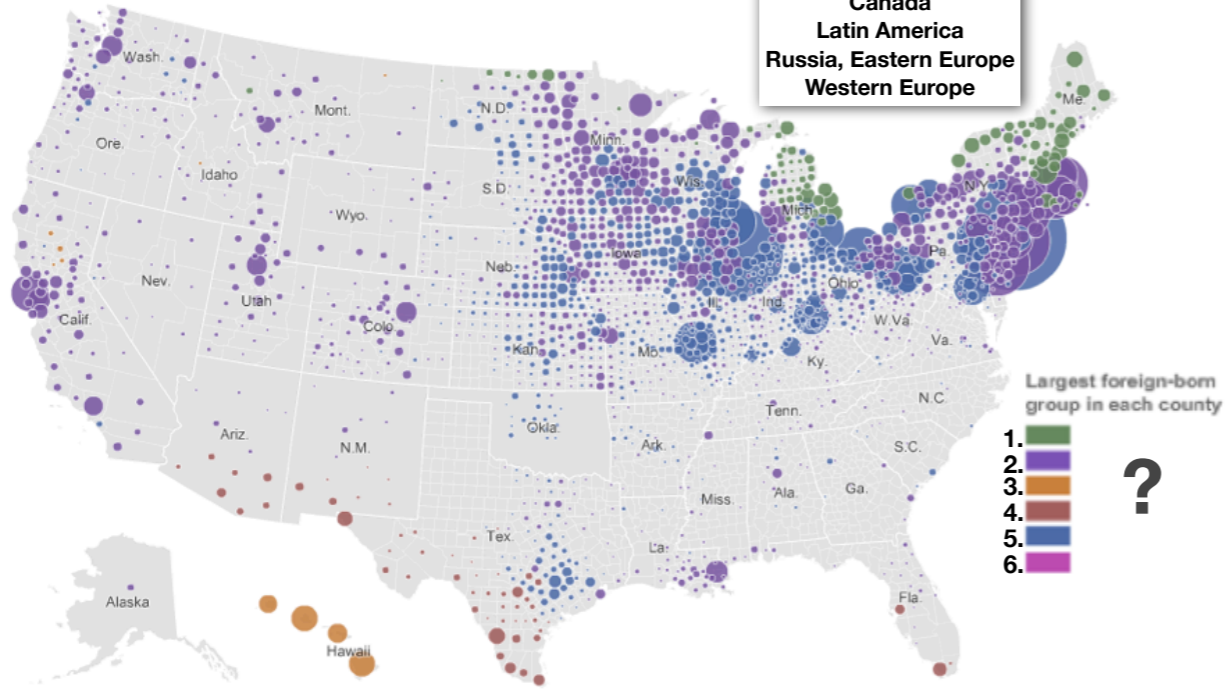 Canada
Latin America
Russia, Eastern Europe
Western Europe
Wash.
Mont.
N.D.
Minn.
Me.
Ore.
Idaho
S.D.
Wis.
N.Y.
Mich.
Wyo.
Iowa
Pa.
Nev.
Neb.
Utah
Ill.
Ind.
Ohio
Calif.
Colo.
Kan.
Mo.
W.Va.
Va.
Ky.
Largest foreign-born
group in each county
N.C.
Tenn.
Ariz.
N.M.
Okla.
Ark.
S.C.
1.
2.
3.
4.
5.
6.
?
Miss.
Ala.
Ga.
Tex.
La.
Alaska
Fla.
Hawaii